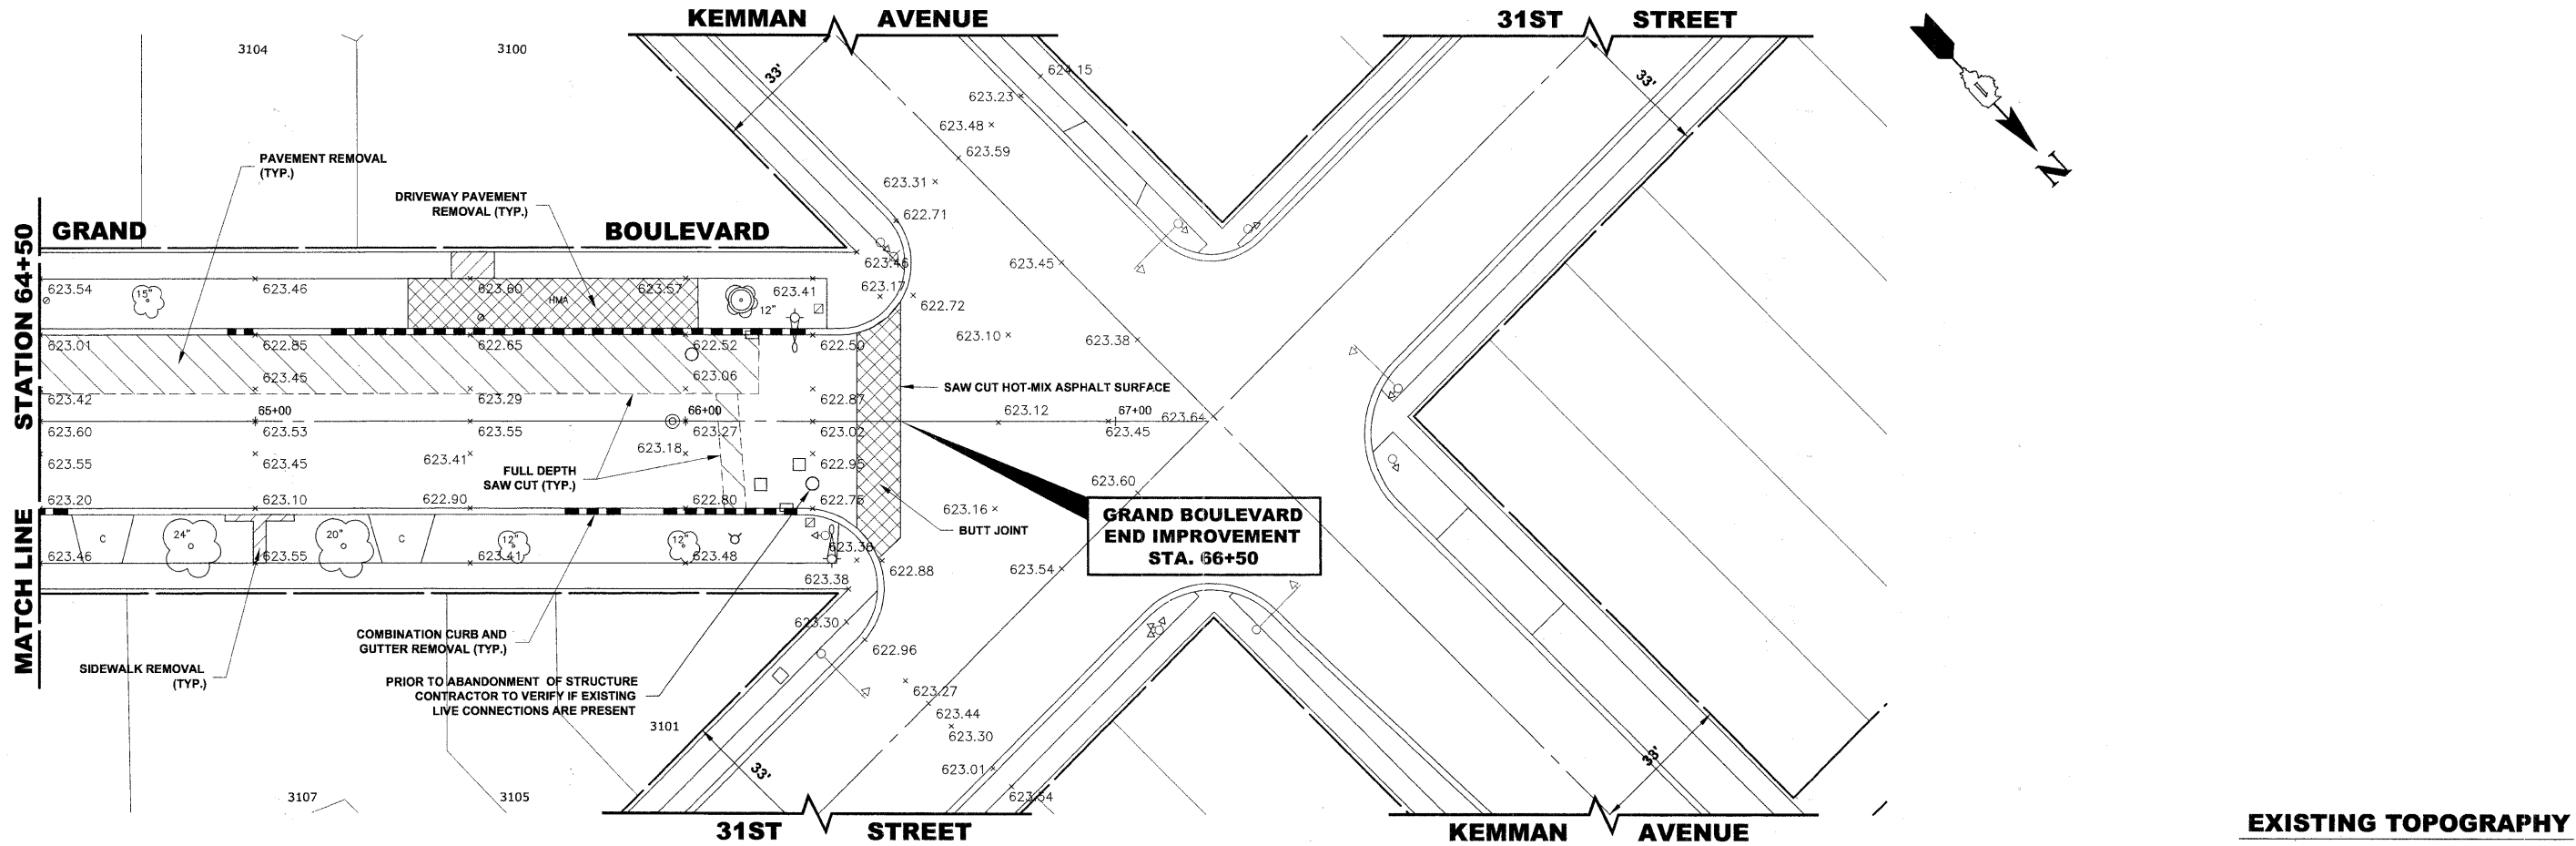 KEMMAN AVENUE
31ST STREET
3104
3100
33'
33'
624.15
623.23
623.48
623.59
623.31
622.71
N
PAVEMENT REMOVAL
(TYP.)
DRIVEWAY PAVEMENT
REMOVAL (TYP.)
GRAND BOULEVARD
MATCH LINE STATION 64+50
623.46
623.45
623.54
15"
623.46
623.60
HMA
623.57
12"
623.41
623.17
622.72
623.01
622.85
622.65
622.52
622.50
623.10
623.38
623.45
623.06
SAW CUT HOT-MIX ASPHALT SURFACE
623.42
623.29
622.87
65+00
66+00
623.12
67+00
623.64
623.60
623.53
623.55
623.27
623.02
623.45
623.18
623.55
623.45
623.41
622.95
FULL DEPTH
SAW CUT (TYP.)
623.60
623.20
623.10
622.90
622.80
622.76
623.16
GRAND BOULEVARD
END IMPROVEMENT
STA. 66+50
BUTT JOINT
C
24"
20"
C
12"
12"
623.46
623.55
623.41
623.48
623.38
622.88
623.54
623.38
623.30
622.96
COMBINATION CURB AND
GUTTER REMOVAL (TYP.)
SIDEWALK REMOVAL
(TYP.)
PRIOR TO ABANDONMENT OF STRUCTURE
CONTRACTOR TO VERIFY IF EXISTING
LIVE CONNECTIONS ARE PRESENT
623.27
623.44
623.30
3101
33'
33'
623.01
623.54
3107
3105
31ST STREET
KEMMAN AVENUE
EXISTING TOPOGRAPHY